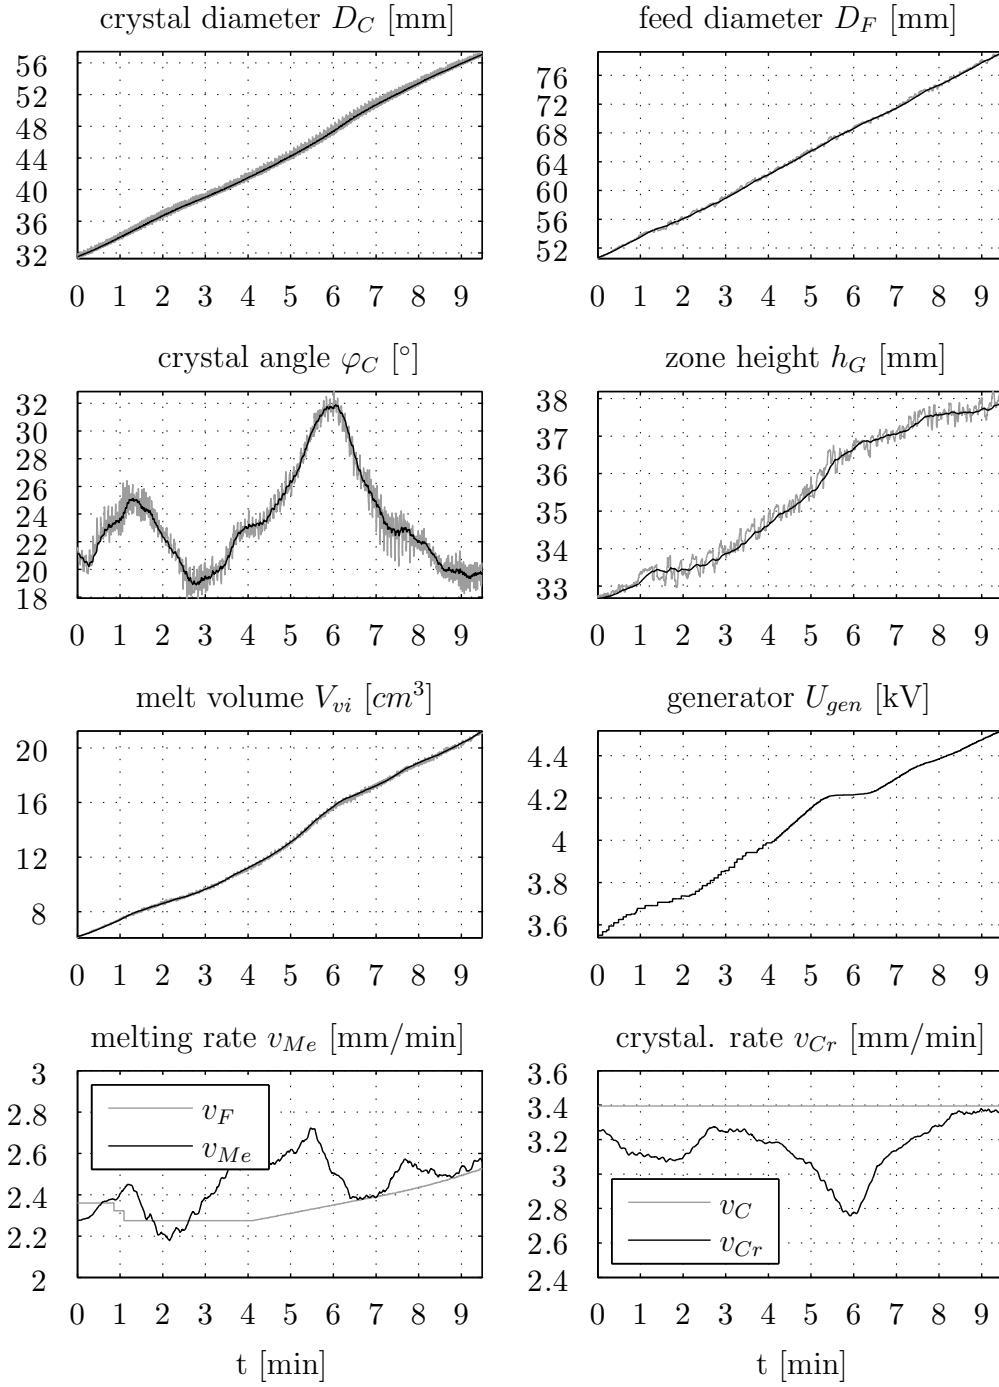 crystal diameter D_C [mm]
56
52
48
44
40
36
32
0 1 2 3 4 5 6 7 8 9
feed diameter D_F [mm]
76
72
68
64
60
56
52
0 1 2 3 4 5 6 7 8 9
crystal angle φ_C [°]
32
30
28
26
24
22
20
18
0 1 2 3 4 5 6 7 8 9
zone height h_G [mm]
38
37
36
35
34
33
0 1 2 3 4 5 6 7 8 9
melt volume V_vi [cm³]
20
16
12
8
0 1 2 3 4 5 6 7 8 9
generator U_gen [kV]
4.4
4.2
4
3.8
3.6
0 1 2 3 4 5 6 7 8 9
melting rate v_Me [mm/min]
3
2.8
2.6
2.4
2.2
2
v_F
v_Me
0 1 2 3 4 5 6 7 8 9
t [min]
crystal. rate v_Cr [mm/min]
3.6
3.4
3.2
3
2.8
2.6
2.4
v_C
v_Cr
0 1 2 3 4 5 6 7 8 9
t [min]